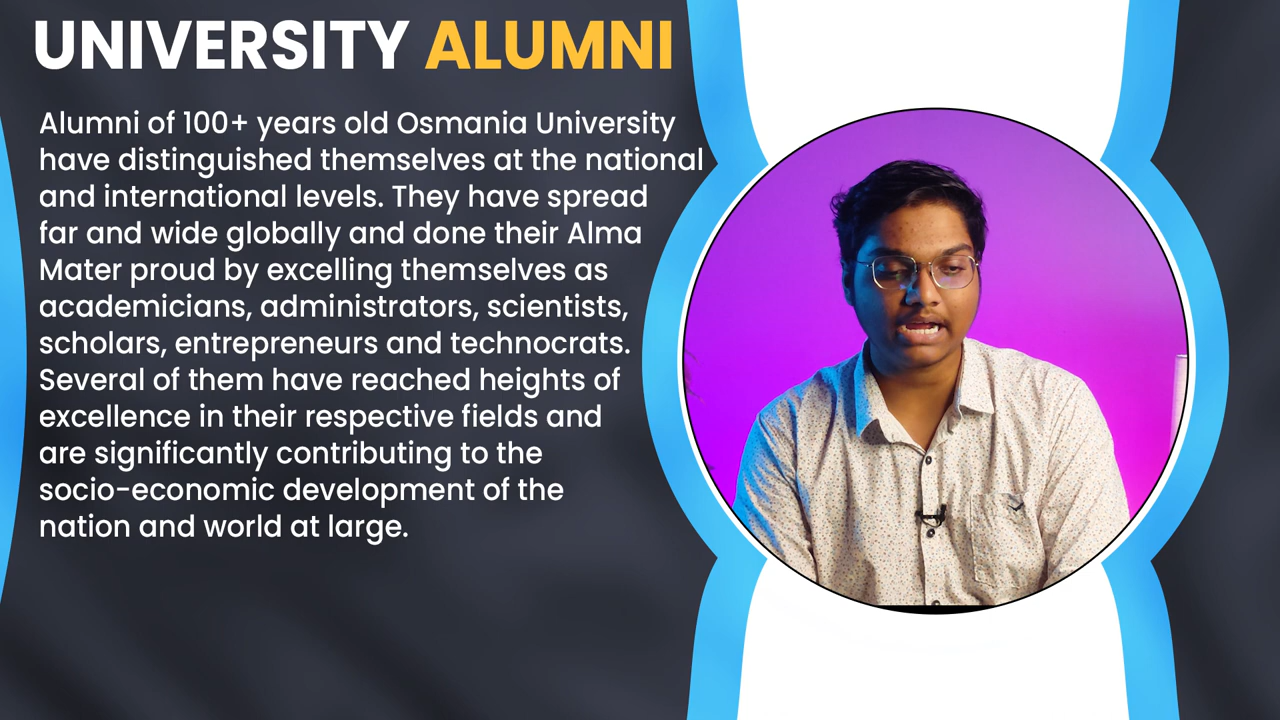 UNIVERSITY ALUMNI
Alumni of 100+ years old Osmania University
have distinguished themselves at the national
and international levels. They have spread
far and wide globally and done their Alma
Mater proud by excelling themselves as
academicians, administrators, scientists,
scholars, entrepreneurs and technocrats.
Several of them have reached heights of
excellence in their respective fields and
are significantly contributing to the
socio-economic development of the
nation and world at large.